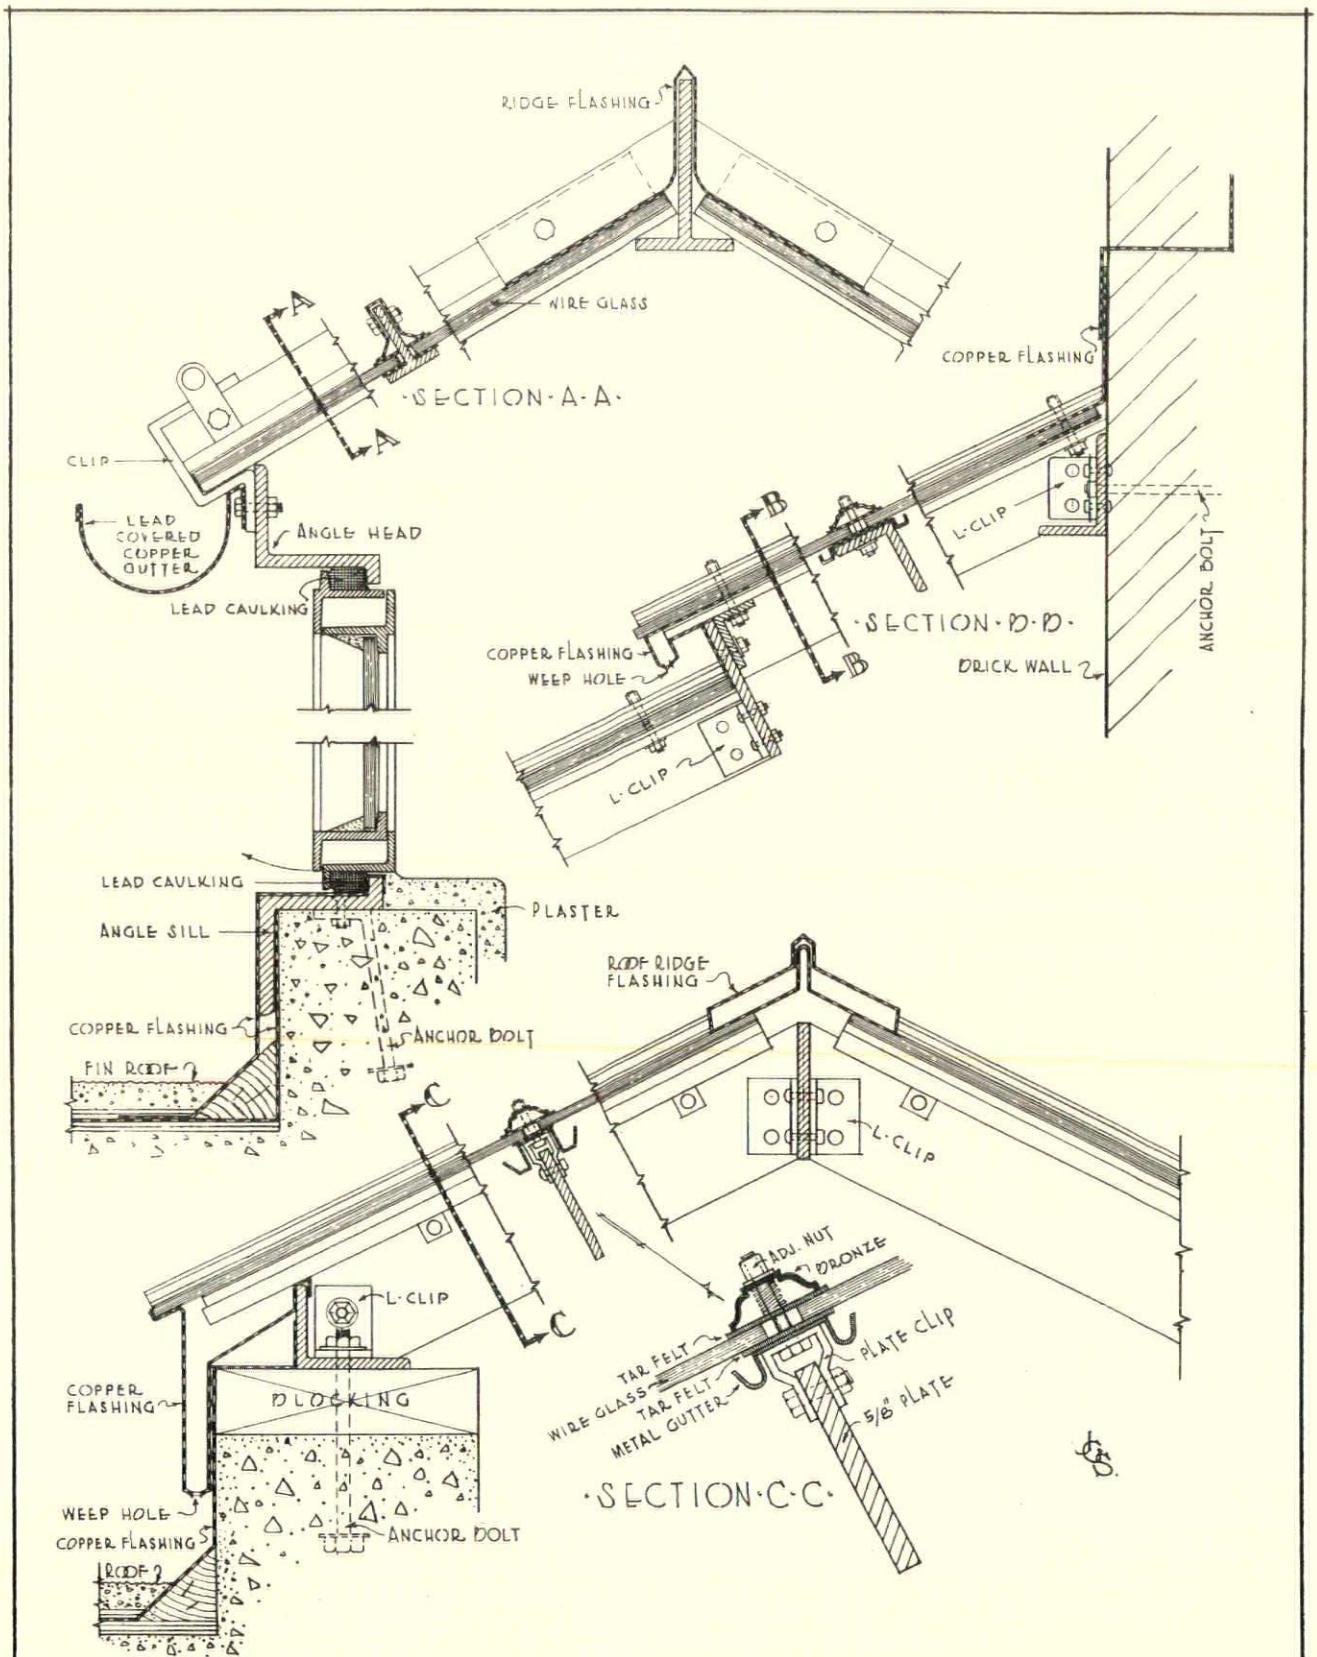 RIDGE FLASHING
WIRE GLASS
A
A
·SECTION·A·A·
CLIP
LEAD
COVERED
COPPER
GUTTER
ANGLE HEAD
LEAD CAULKING
COPPER FLASHING
L-CLIP
ANCHOR BOLT
B
B
·SECTION·B·B·
COPPER FLASHING
WEEP HOLE
BRICK WALL
L-CLIP
LEAD CAULKING
PLASTER
ANGLE SILL
COPPER FLASHING
ANCHOR BOLT
FIN ROOF
ROOF RIDGE
FLASHING
L-CLIP
C
C
L-CLIP
ADJ. NUT
BRONZE
PLATE CLIP
TAR FELT
WIRE GLASS
TAR FELT
METAL GUTTER
5/8" PLATE
COPPER
FLASHING
BLOCKING
·SECTION·C·C·
WEEP HOLE
COPPER FLASHING
ANCHOR BOLT
ROOF